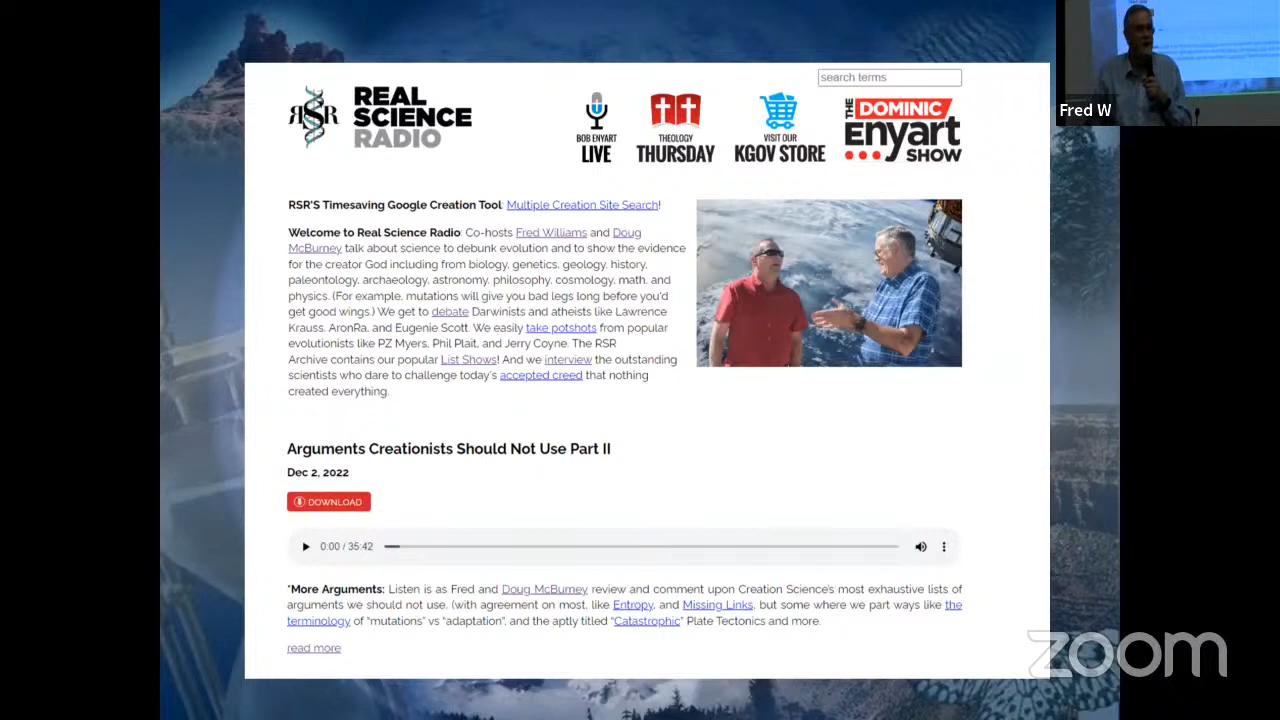 search terms
Fred W
RSR
REAL
SCIENCE
RADIO
BOB ENYART
LIVE
THEOLOGY
THURSDAY
VISIT OUR
KGOV STORE
THE
DOMINIC
Enyart
SHOW
RSR'S Timesaving Google Creation Tool: Multiple Creation Site Search!
Welcome to Real Science Radio: Co-hosts Fred Williams and Doug
McBurney talk about science to debunk evolution and to show the evidence
for the creator God including from biology, genetics, geology, history,
paleontology, archaeology, astronomy, philosophy, cosmology, math, and
physics. (For example, mutations will give you bad legs long before you'd
get good wings.) We get to debate Darwinists and atheists like Lawrence
Krauss, AronRa, and Eugenie Scott. We easily take potshots from popular
evolutionists like PZ Myers, Phil Plait, and Jerry Coyne. The RSR
Archive contains our popular List Shows! And we interview the outstanding
scientists who dare to challenge today's accepted creed that nothing
created everything.
Arguments Creationists Should Not Use Part II
Dec 2, 2022
DOWNLOAD
0:00 / 35:42
*More Arguments: Listen is as Fred and Doug McBurney review and comment upon Creation Science's most exhaustive lists of
arguments we should not use, (with agreement on most, like Entropy, and Missing Links, but some where we part ways like the
terminology of "mutations" vs "adaptation", and the aptly titled "Catastrophic" Plate Tectonics and more.
read more
zoom